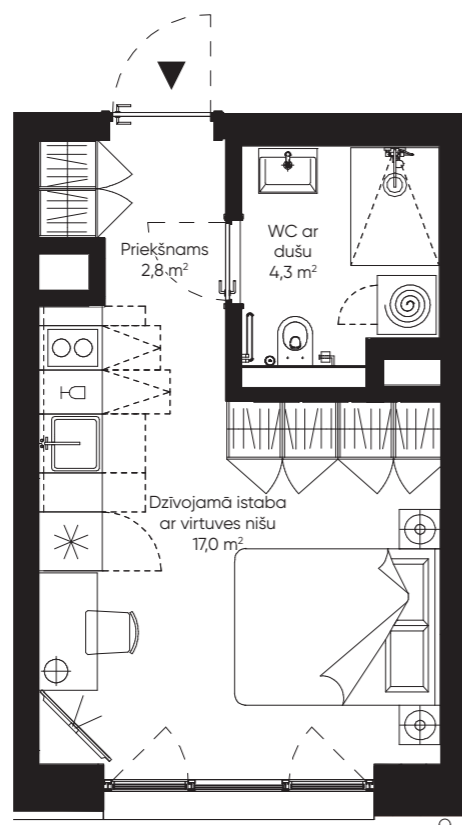 Priekšnams
2,8 m²
WC ar
dušu
4,3 m²
Dzīvojamā istaba
ar virtuves nišu
17,0 m²